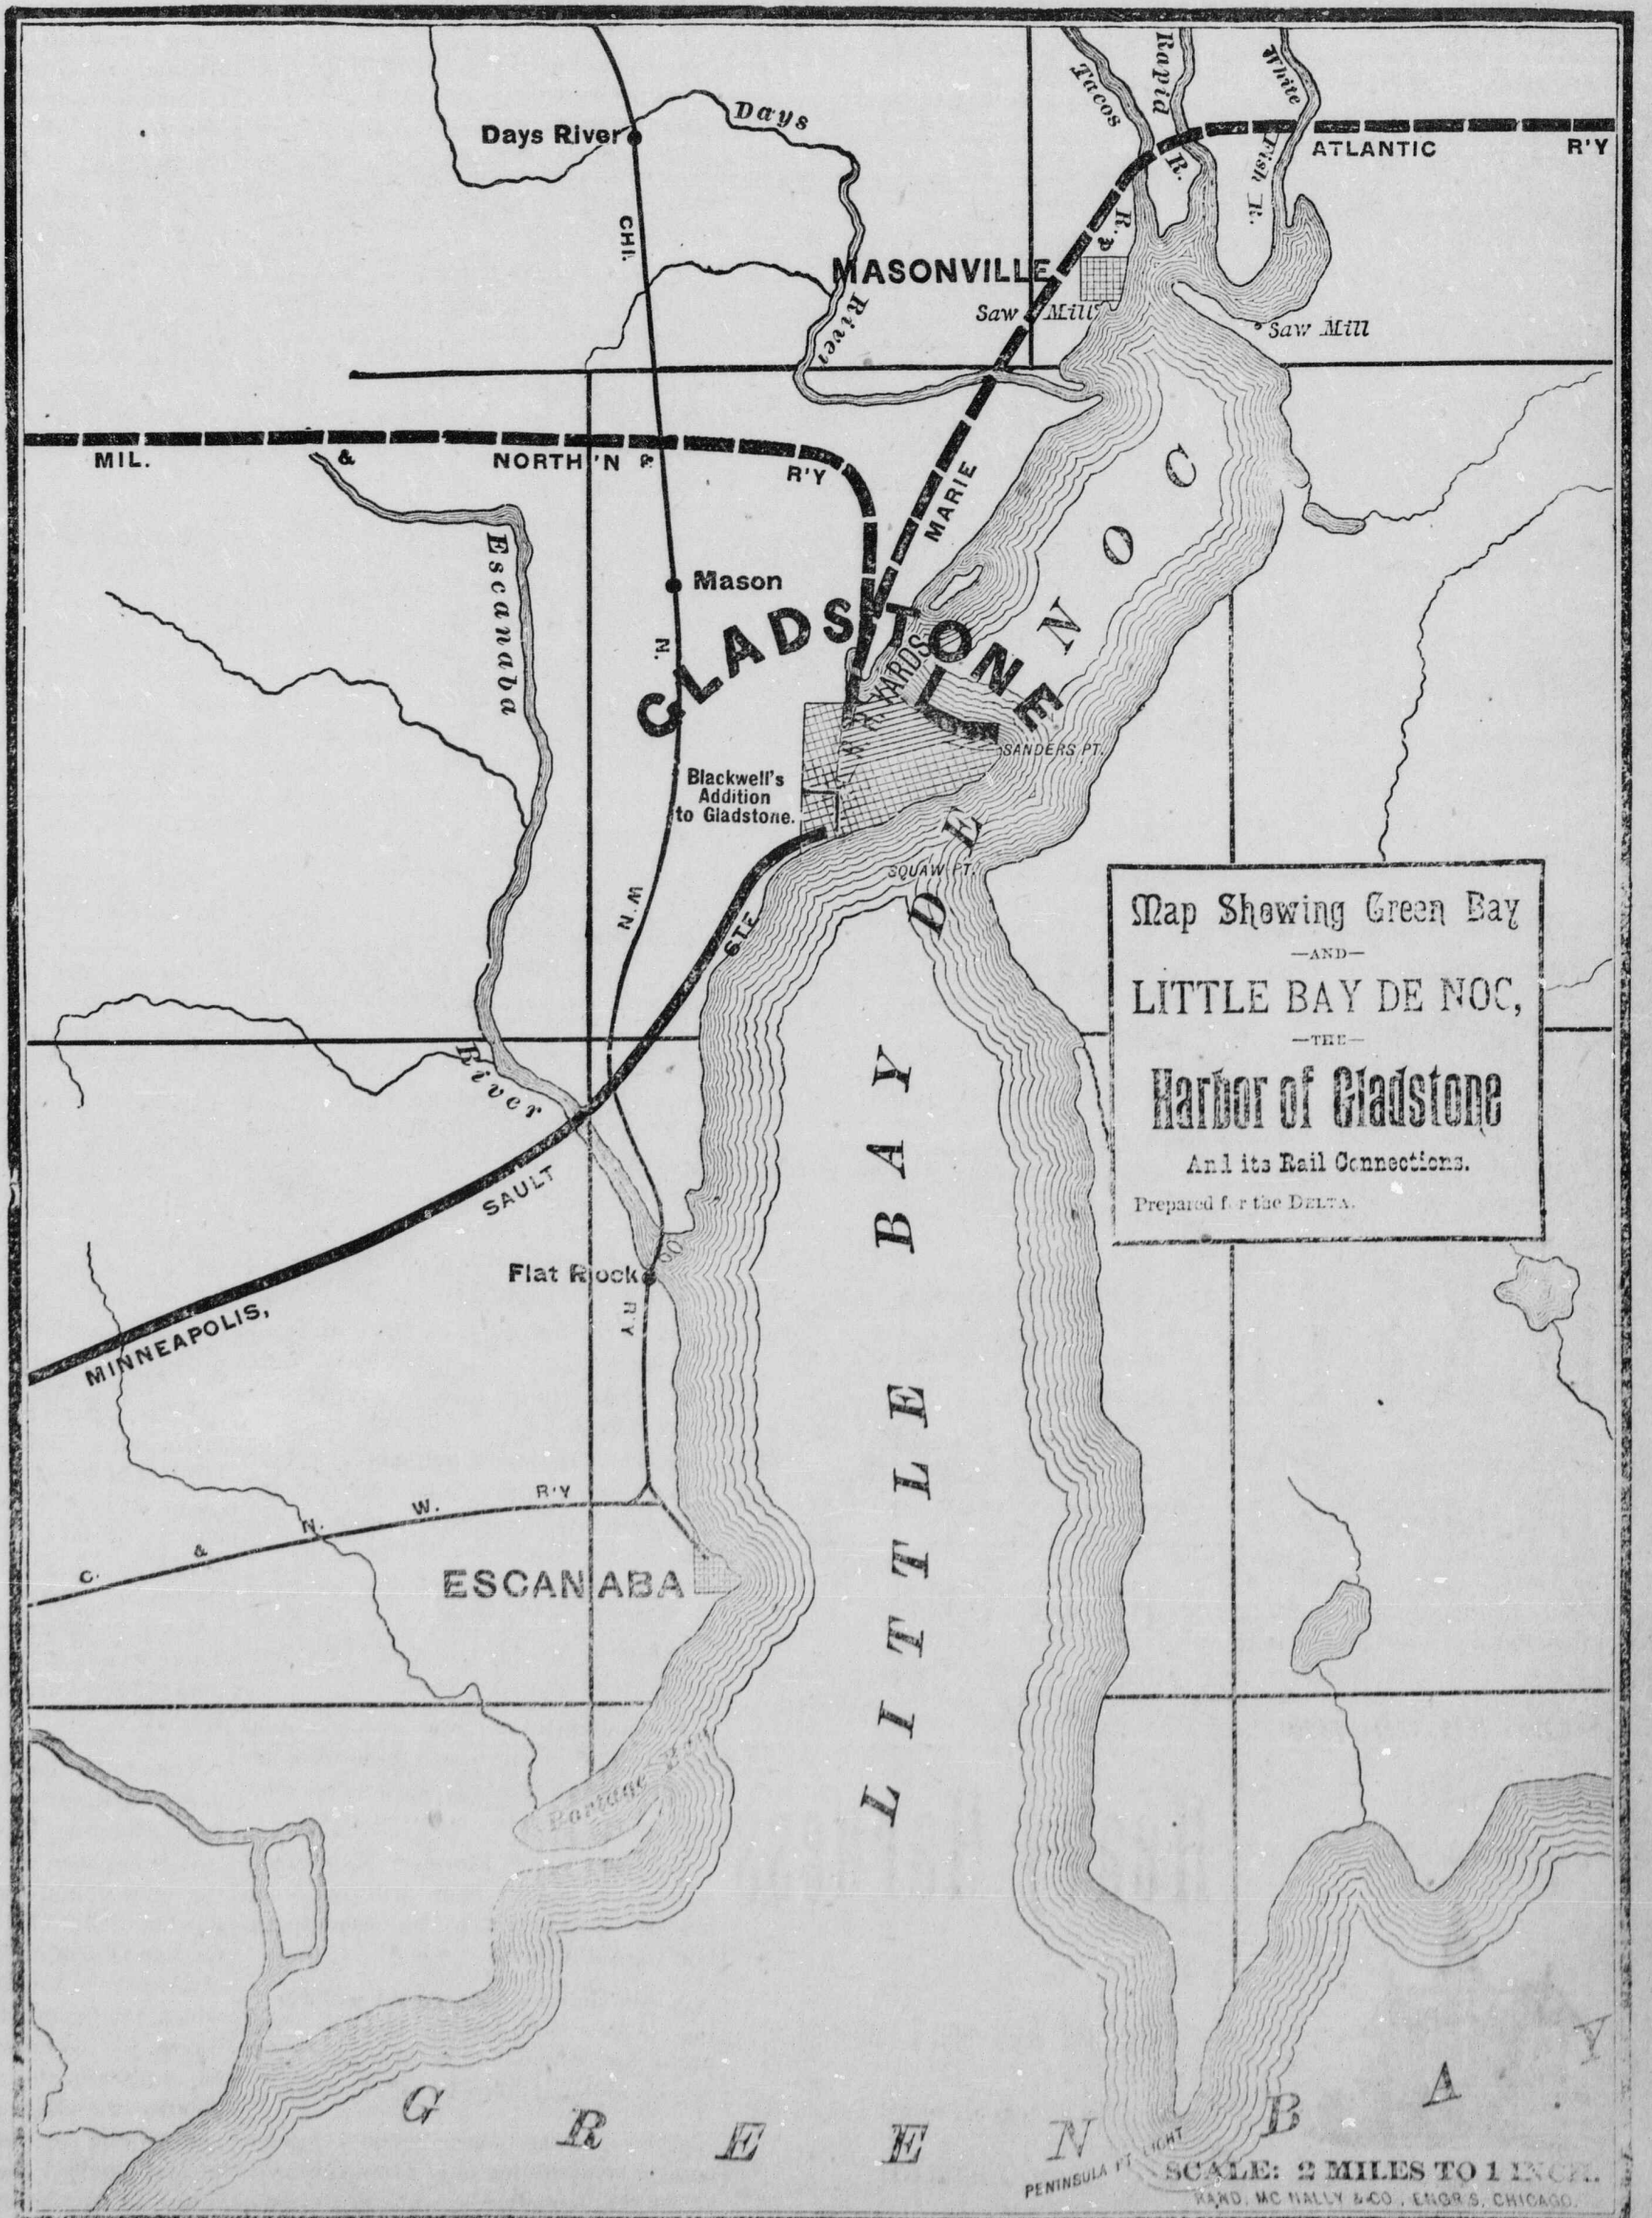 Tacos
Rapid
White
Days
Days River
ATLANTIC
R'Y
R.
Fish R.
CHI.
R.
&
MASONVILLE
River
Saw Mill
Saw Mill
MIL.
&
NORTH'N
&
R'Y
MARIE
Escanaba
Mason
N.
GLADSTONE
YARDS
SANDERS PT.
Blackwell's
Addition
to Gladstone.
SQUAW PT.
W'N
STE
LITTLE BAY DE NOC
Map Showing Green Bay
—AND—
LITTLE BAY DE NOC,
—THE—
Harbor of Gladstone
And its Rail Connections.
Prepared for the DELTA.
River
SAULT
Flat Rock
R'Y
MINNEAPOLIS,
C. & N. W. R'Y
ESCANABA
Portage Bay
GREEN BAY
PENINSULA PT. LIGHT
SCALE: 2 MILES TO 1 INCH.
RAND, MC NALLY & CO., ENGR'S, CHICAGO.